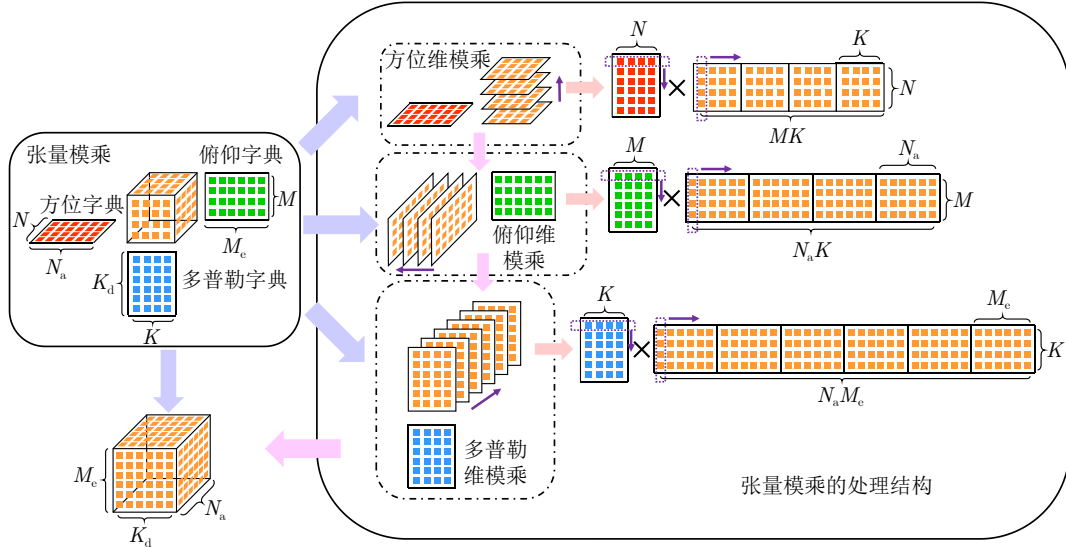 张量模乘
俯仰字典
M
M_e
方位字典
N
N_a
K_d
多普勒字典
K
M_e
K_d
N_a
方位维模乘
N
×
K
N
MK
俯仰维
模乘
M
×
N_a
M
N_aK
多普勒
维模乘
K
×
M_e
K
N_aM_e
张量模乘的处理结构